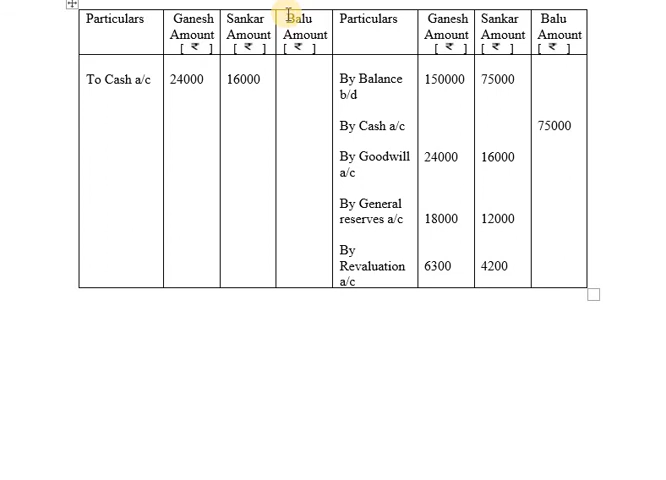 Particulars Ganesh Sankar Balu Particulars Ganesh Sankar Balu
Amount Amount Amount Amount Amount Amount
[ ₹ ] [ ₹ ] [ ₹ ] [ ₹ ] [ ₹ ] [ ₹ ]
To Cash a/c 24000 16000 By Balance 150000 75000
b/d
By Cash a/c 75000
By Goodwill 24000 16000
a/c
By General
reserves a/c 18000 12000
By
Revaluation 6300 4200
a/c